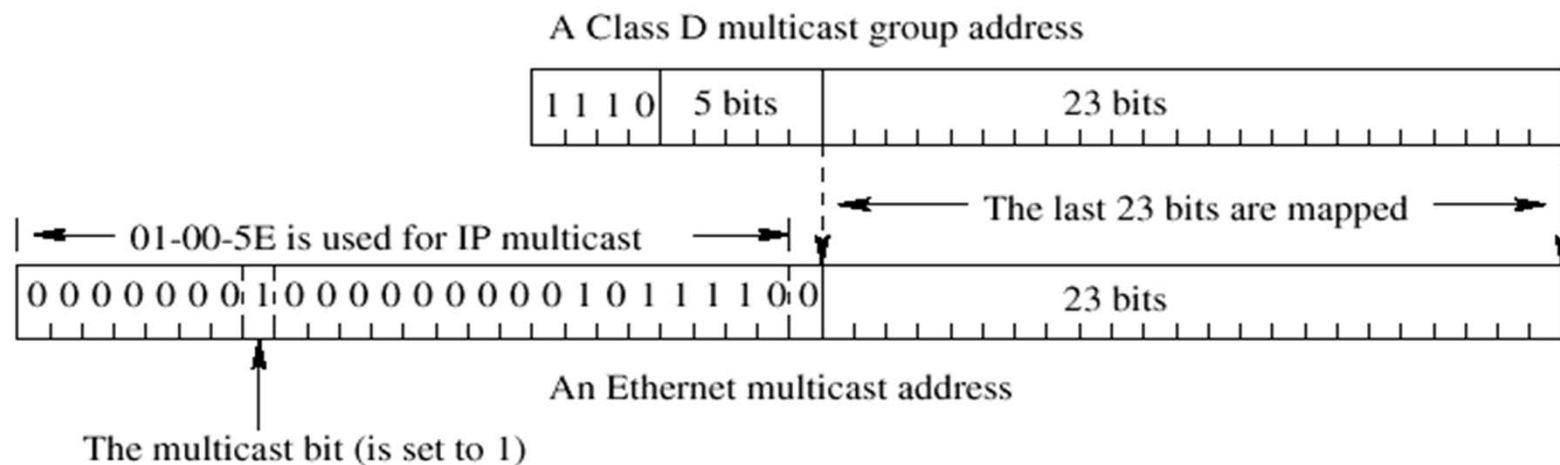 A Class D multicast group address
1 1 1 0 5 bits 23 bits
The last 23 bits are mapped
01-00-5E is used for IP multicast
0 0 0 0 0 0 0 1 0 0 0 0 0 0 0 0 0 1 0 1 1 1 1 0 0 23 bits
An Ethernet multicast address
The multicast bit (is set to 1)